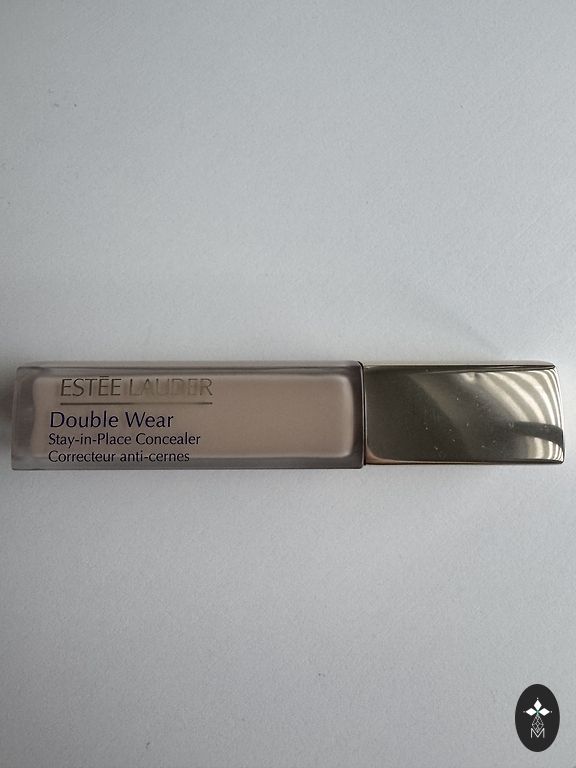 ESTĒE LAUDER
Double Wear
Stay-in-Place Concealer
Correcteur anti-cernes
M